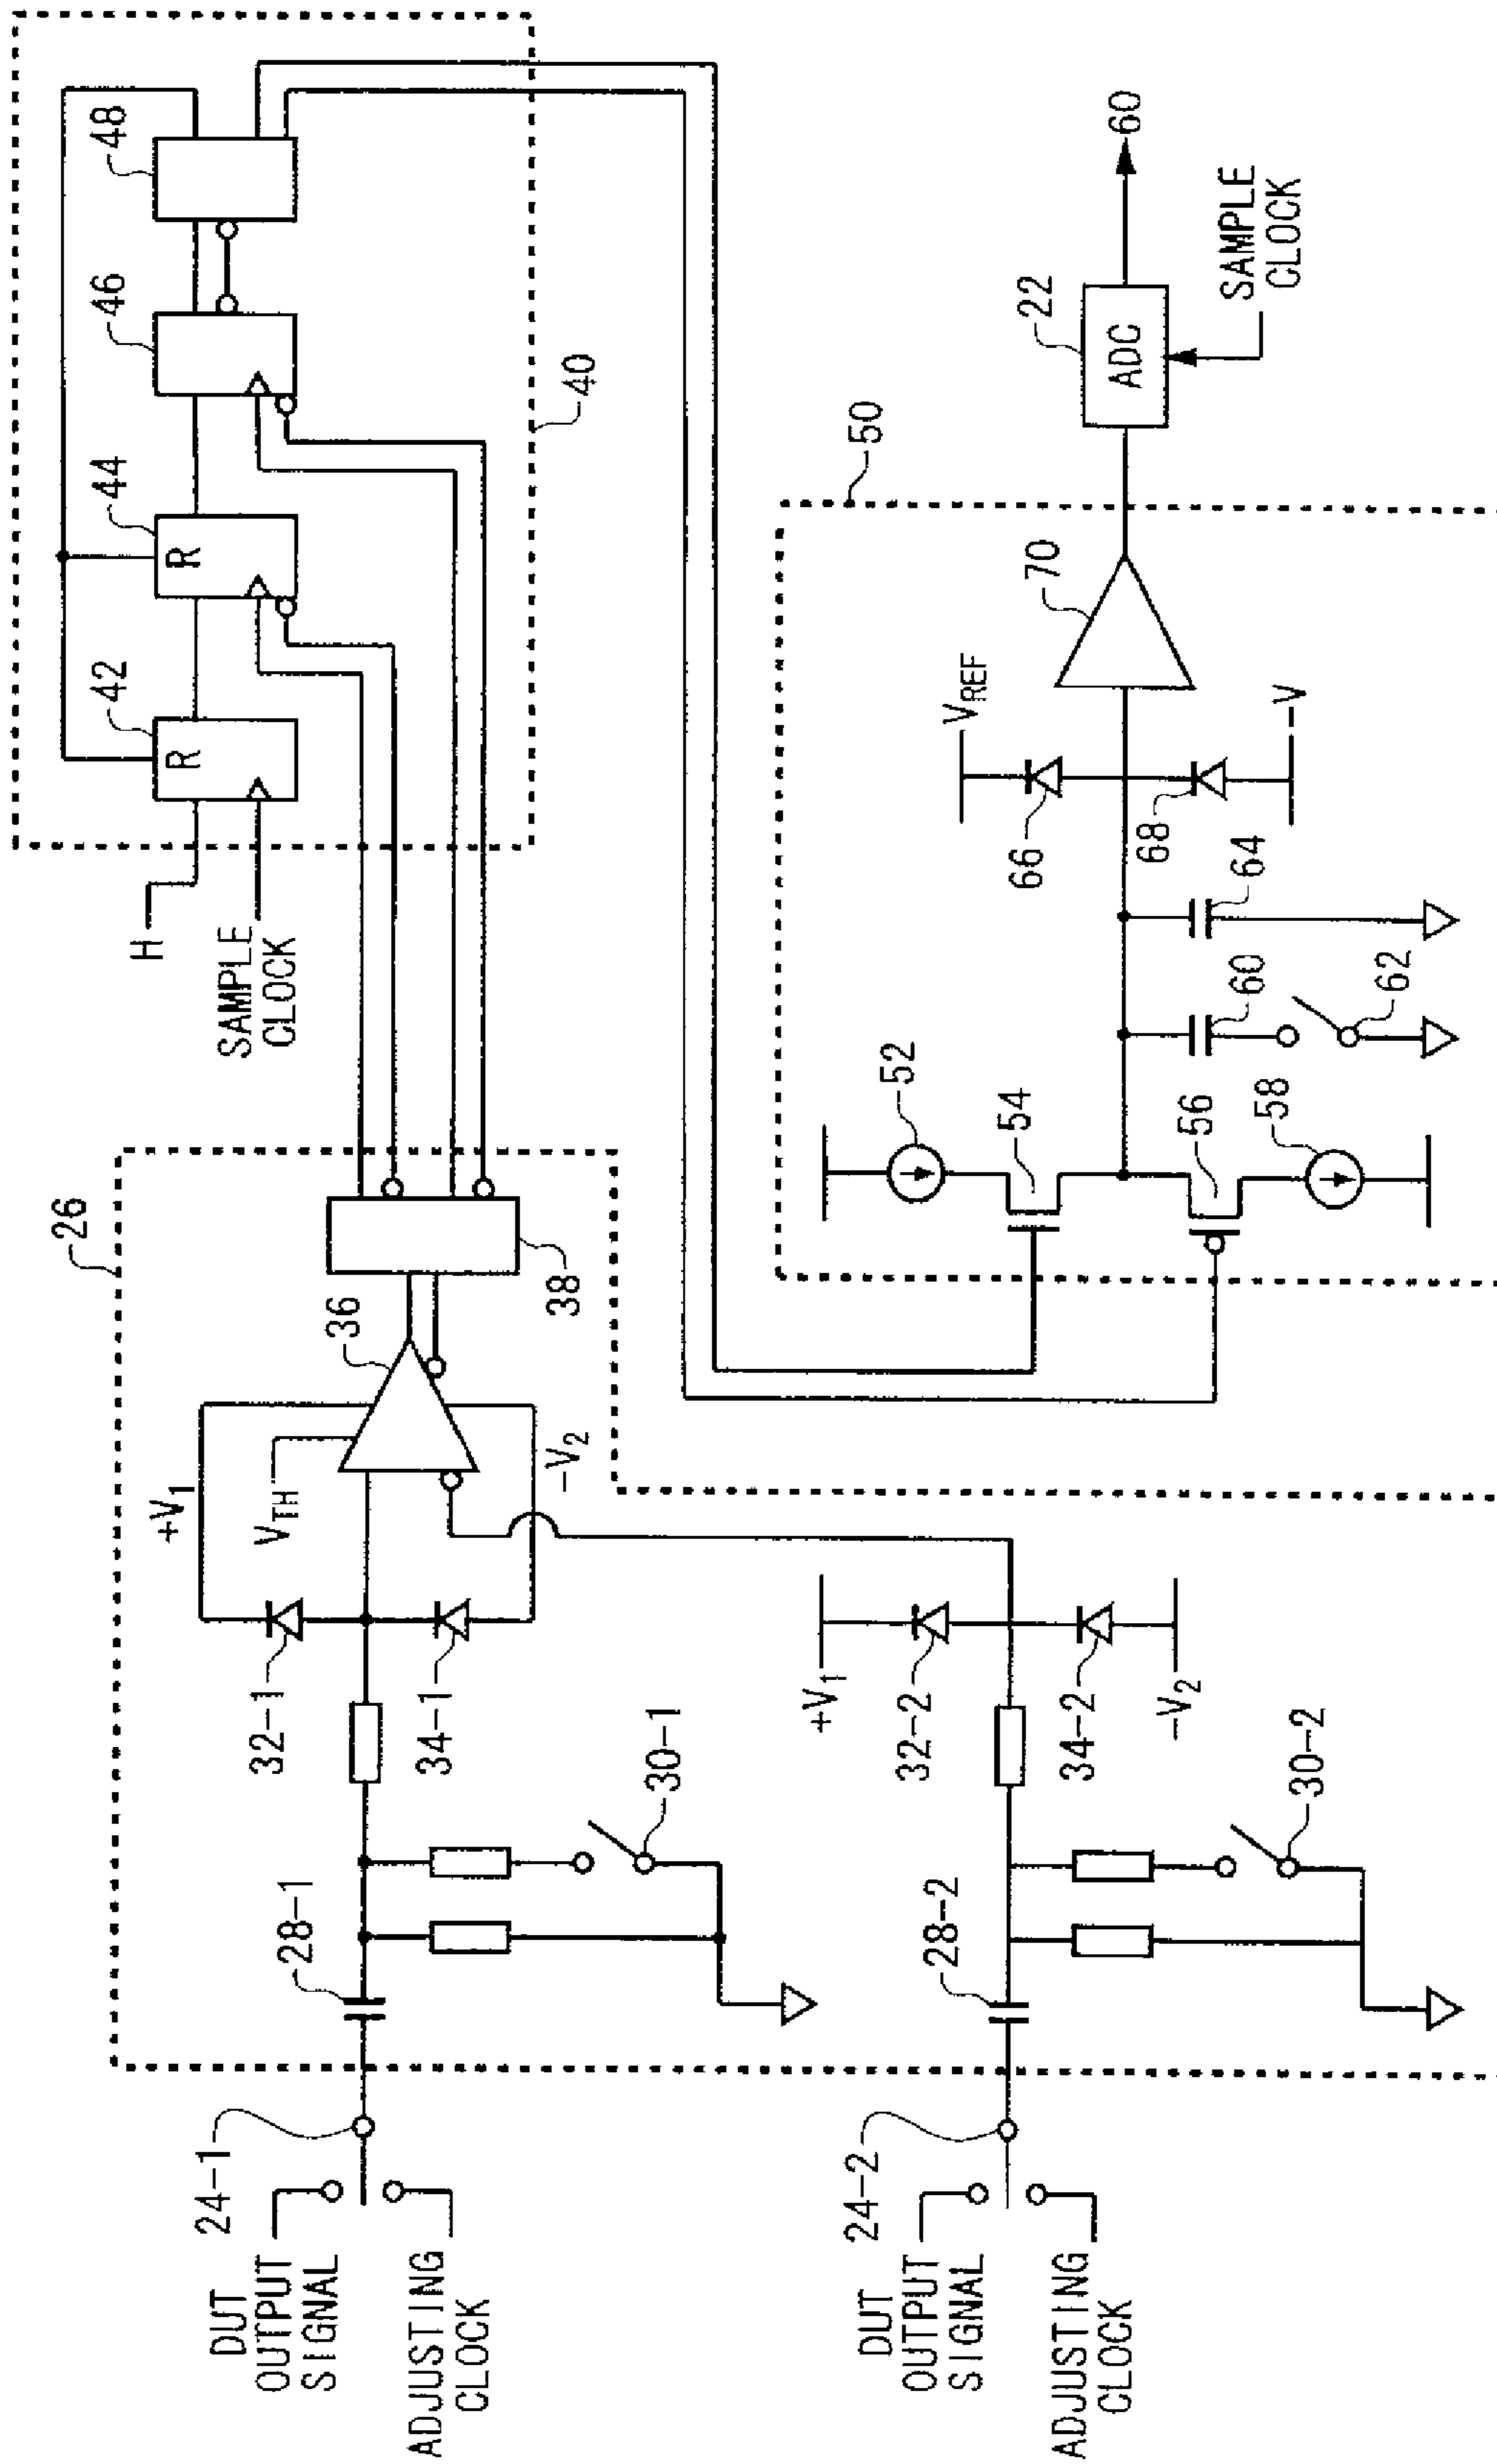 DUT
OUTPUT
SIGNAL
24-1
ADJUSTING
CLOCK
DUT
OUTPUT
SIGNAL
24-2
ADJUSTING
CLOCK
26
28-1
30-1
32-1
34-1
+V1
VTH
-V2
36
38
28-2
30-2
+V1
32-2
34-2
-V2
H
SAMPLE
CLOCK
42
R
44
R
46
48
40
50
52
54
56
58
60
62
64
66
68
VREF
-V
70
22
ADC
SAMPLE
CLOCK
60